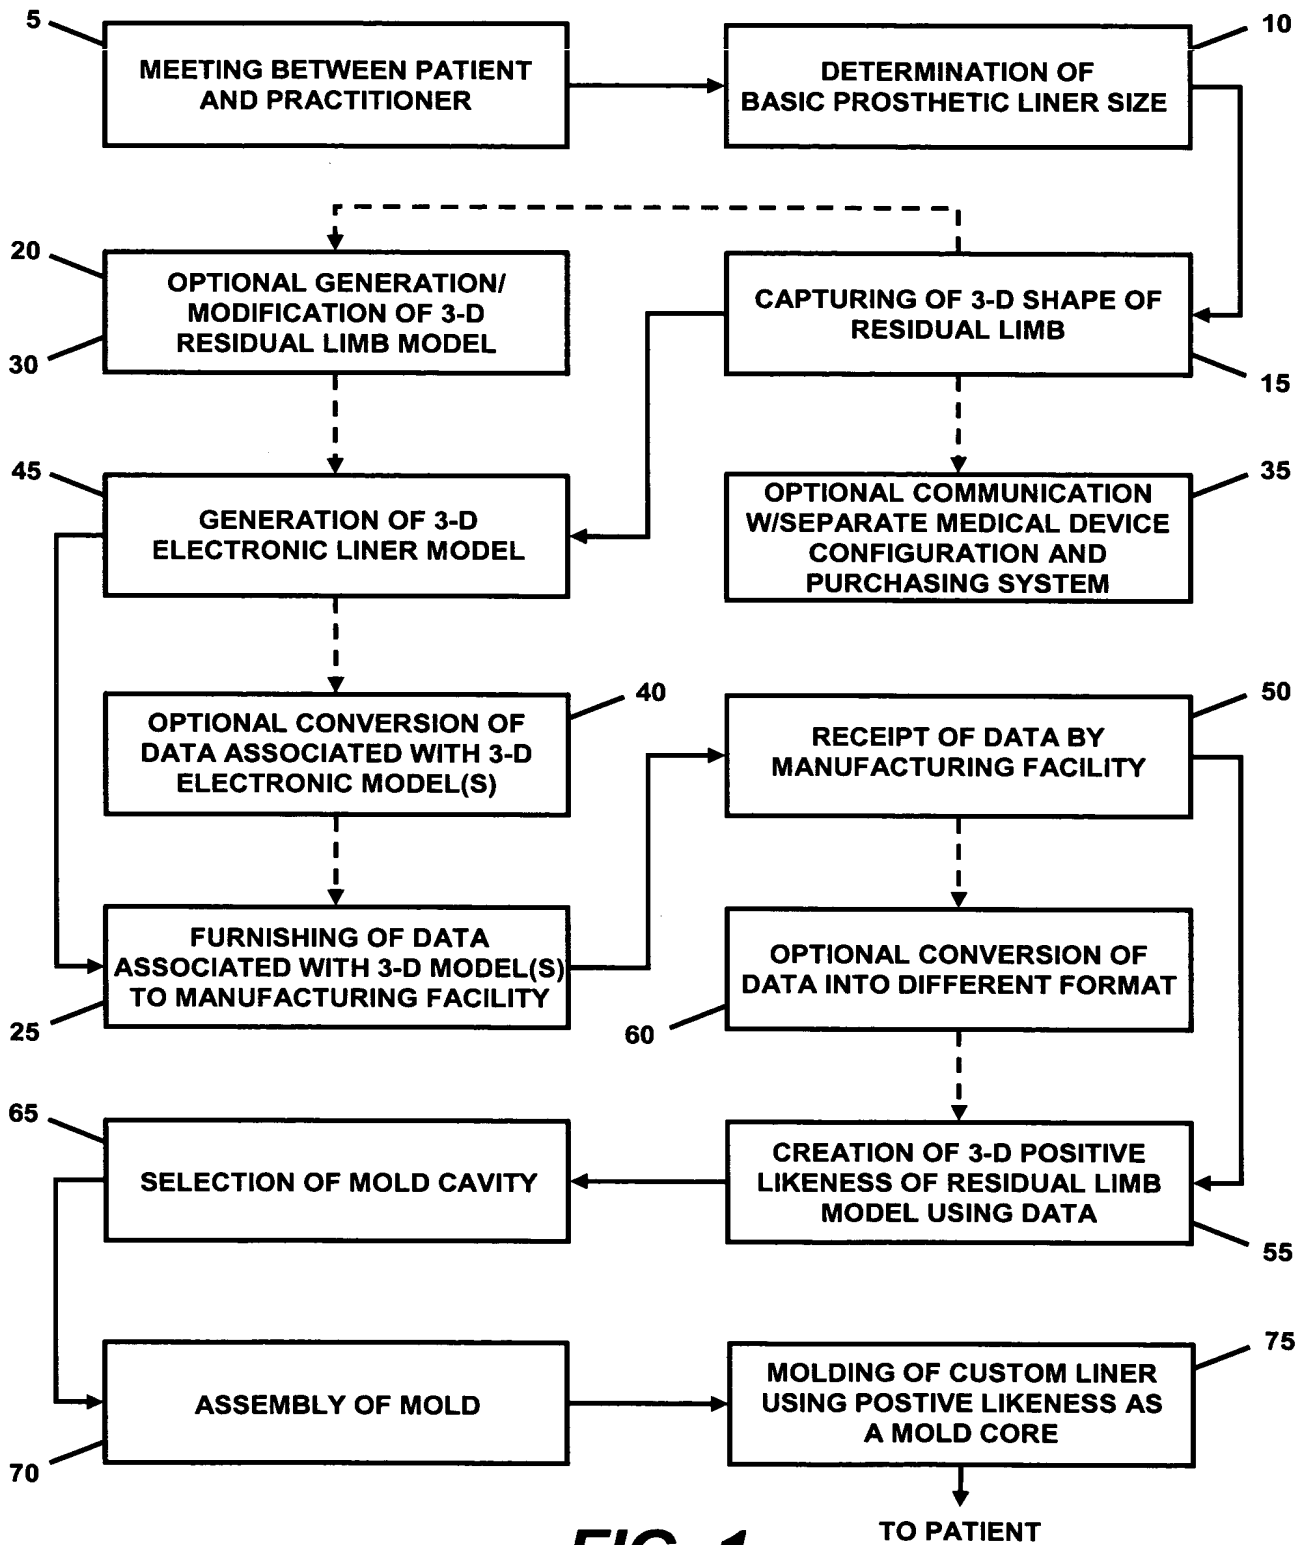 5
MEETING BETWEEN PATIENT
AND PRACTITIONER
10
DETERMINATION OF
BASIC PROSTHETIC LINER SIZE
20
OPTIONAL GENERATION/
MODIFICATION OF 3-D
RESIDUAL LIMB MODEL
30
CAPTURING OF 3-D SHAPE OF
RESIDUAL LIMB
15
45
GENERATION OF 3-D
ELECTRONIC LINER MODEL
35
OPTIONAL COMMUNICATION
W/SEPARATE MEDICAL DEVICE
CONFIGURATION AND
PURCHASING SYSTEM
40
OPTIONAL CONVERSION OF
DATA ASSOCIATED WITH 3-D
ELECTRONIC MODEL(S)
50
RECEIPT OF DATA BY
MANUFACTURING FACILITY
FURNISHING OF DATA
ASSOCIATED WITH 3-D MODEL(S)
TO MANUFACTURING FACILITY
25
OPTIONAL CONVERSION OF
DATA INTO DIFFERENT FORMAT
60
65
SELECTION OF MOLD CAVITY
CREATION OF 3-D POSITIVE
LIKENESS OF RESIDUAL LIMB
MODEL USING DATA
55
ASSEMBLY OF MOLD
70
75
MOLDING OF CUSTOM LINER
USING POSTIVE LIKENESS AS
A MOLD CORE
TO PATIENT
FIG. 1